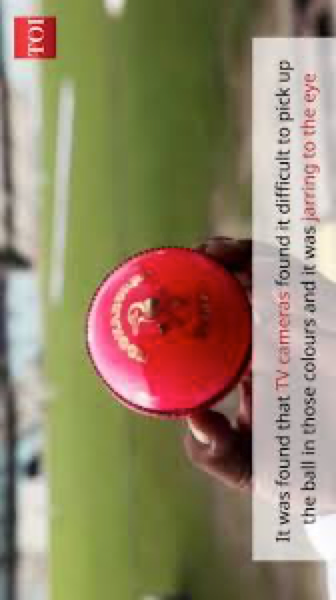 TOI
It was found that TV cameras found it difficult to pick up
the ball in those colours and it was jarring to the eye